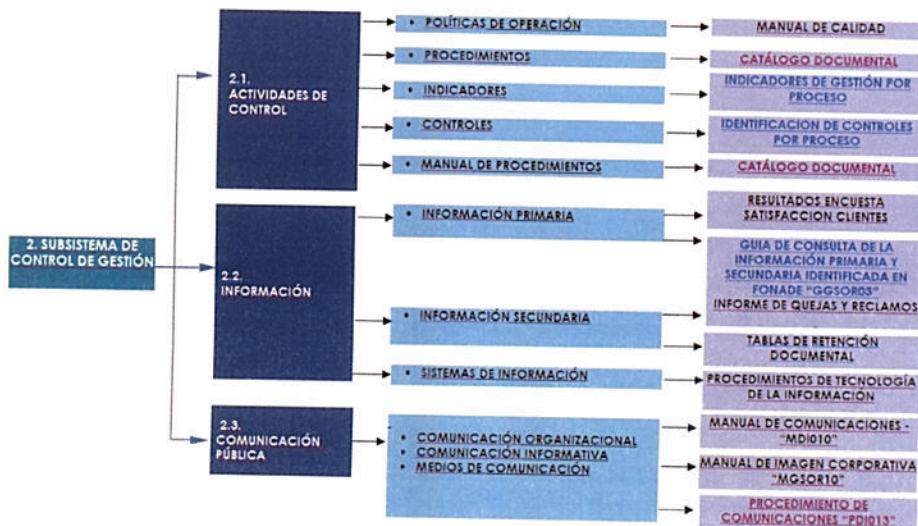 2. SUBSISTEMA DE
CONTROL DE GESTIÓN
2.1.
ACTIVIDADES DE
CONTROL
• POLÍTICAS DE OPERACIÓN
MANUAL DE CALIDAD
• PROCEDIMIENTOS
CATÁLOGO DOCUMENTAL
• INDICADORES
INDICADORES DE GESTIÓN POR
PROCESO
• CONTROLES
IDENTIFICACION DE CONTROLES
POR PROCESO
• MANUAL DE PROCEDIMIENTOS
CATÁLOGO DOCUMENTAL
2.2.
INFORMACIÓN
• INFORMACIÓN PRIMARIA
RESULTADOS ENCUESTA
SATISFACCION CLIENTES
GUIA DE CONSULTA DE LA
INFORMACIÓN PRIMARIA Y
SECUNDARIA IDENTIFICADA EN
FONADE "GGSOR03"
INFORME DE QUEJAS Y RECLAMOS
• INFORMACIÓN SECUNDARIA
TABLAS DE RETENCIÓN
DOCUMENTAL
• SISTEMAS DE INFORMACIÓN
PROCEDIMIENTOS DE TECNOLOGÍA
DE LA INFORMACIÓN
2.3.
COMUNICACIÓN
PÚBLICA
• COMUNICACIÓN ORGANIZACIONAL
• COMUNICACIÓN INFORMATIVA
• MEDIOS DE COMUNICACIÓN
MANUAL DE COMUNICACIONES -
"MDI010"
MANUAL DE IMAGEN CORPORATIVA
"MGSOR10"
PROCEDIMIENTO DE
COMUNICACIONES "PDI013"